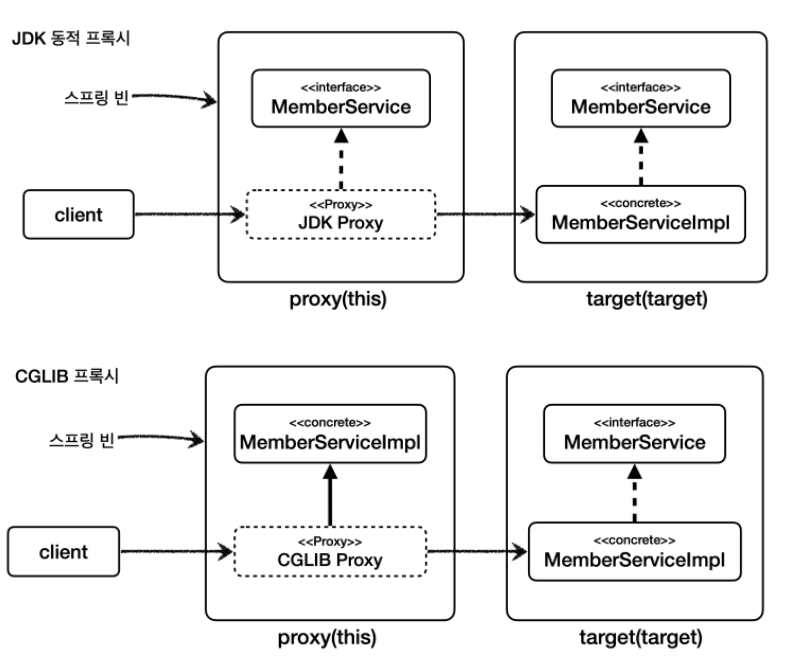 JDK 동적 프록시
스프링 빈
<<interface>>
MemberService
<<interface>>
MemberService
client
<<Proxy>>
JDK Proxy
<<concrete>>
MemberServiceImpl
proxy(this)
target(target)
CGLIB 프록시
스프링 빈
<<concrete>>
MemberServiceImpl
<<interface>>
MemberService
client
<<Proxy>>
CGLIB Proxy
<<concrete>>
MemberServiceImpl
proxy(this)
target(target)